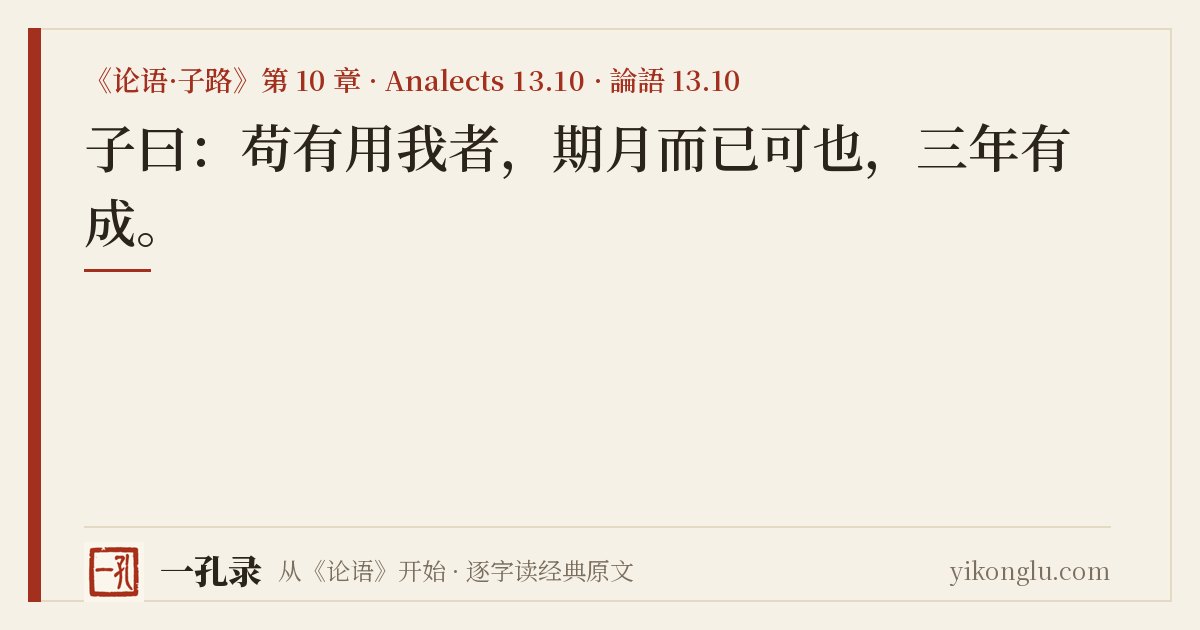 《论语·子路》第 10 章 · Analects 13.10 · 論語 13.10
子曰：苟有用我者，期月而已可也，三年有
成。
一孔
一孔录 从《论语》开始 · 逐字读经典原文 yikonglu.com